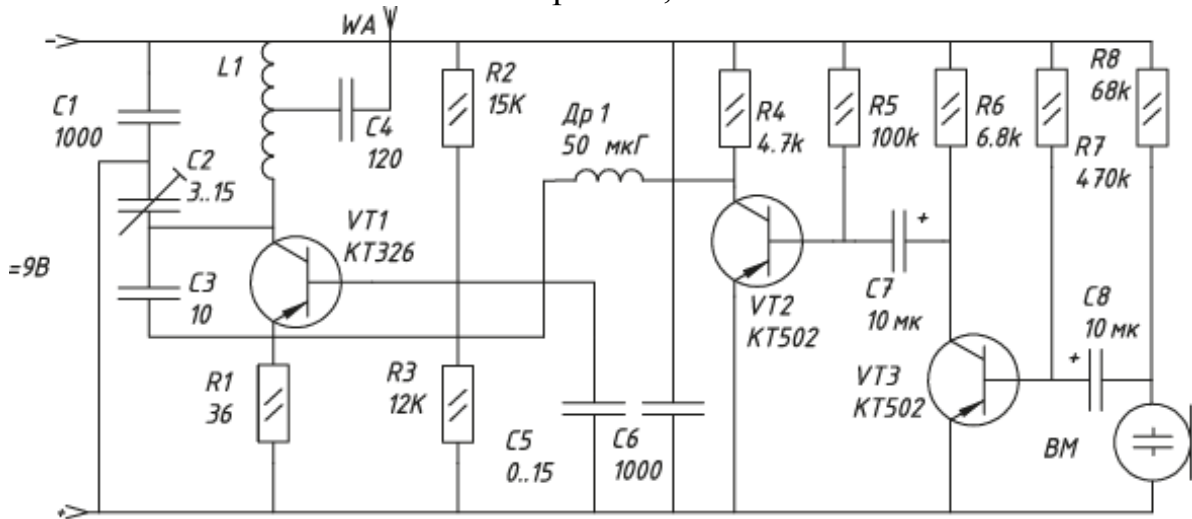 WA
L1
C1
1000
C2
3..15
C4
120
R2
15K
Др 1
50 мкГ
R4
4.7k
R5
100k
R6
6.8k
R8
68k
R7
470k
VT1
КТ326
=9В
C3
10
C7
10 мк
VT2
КТ502
C8
10 мк
R1
36
R3
12K
VT3
КТ502
C5
0..15
C6
1000
ВМ